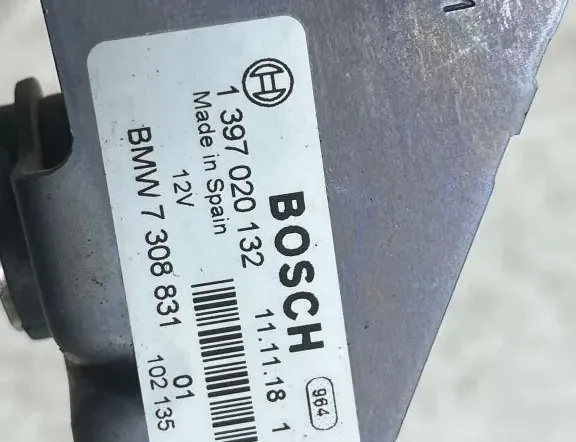 BOSCH
1 397 020 132 11.11.18 1
Made in Spain
12V
BMW 7 308 831 01
102 135
964